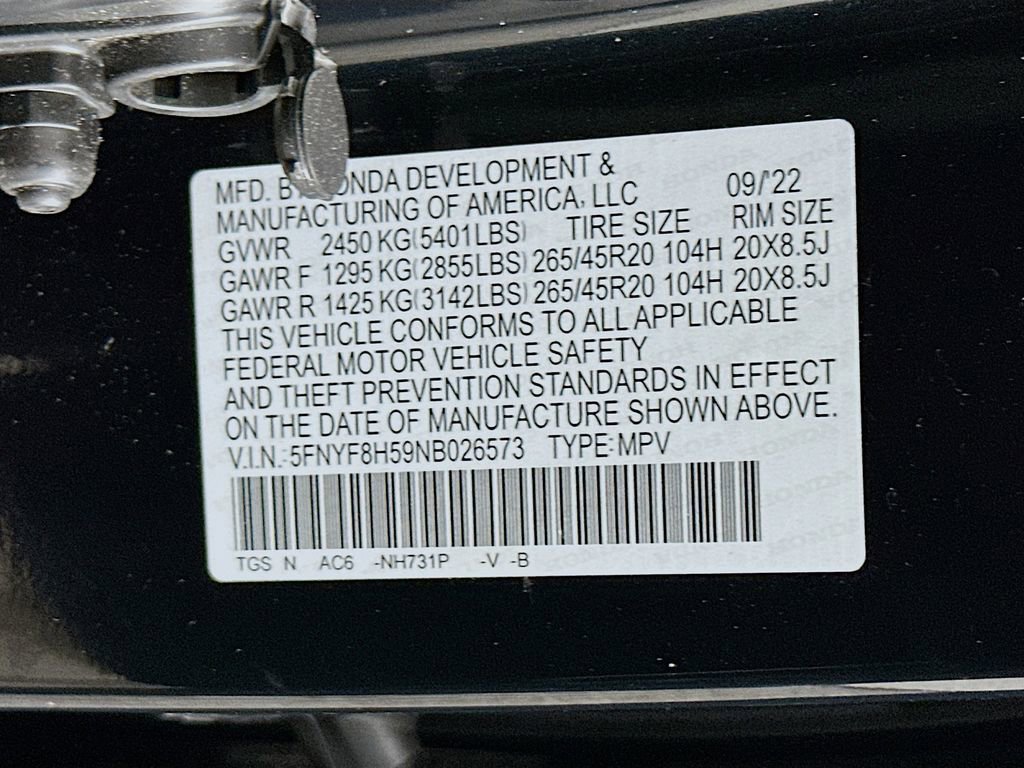 MFD. B ONDA DEVELOPMENT &
MANUFACTURING OF AMERICA, LLC 09/'22
GVWR 2450 KG(5401LBS) TIRE SIZE RIM SIZE
GAWR F 1295 KG(2855LBS) 265/45R20 104H 20X8.5J
GAWR R 1425 KG(3142LBS) 265/45R20 104H 20X8.5J
THIS VEHICLE CONFORMS TO ALL APPLICABLE
FEDERAL MOTOR VEHICLE SAFETY
AND THEFT PREVENTION STANDARDS IN EFFECT
ON THE DATE OF MANUFACTURE SHOWN ABOVE.
V.I.N.:5FNYF8H59NB026573 TYPE:MPV
TGS N AC6 -NH731P -V -B